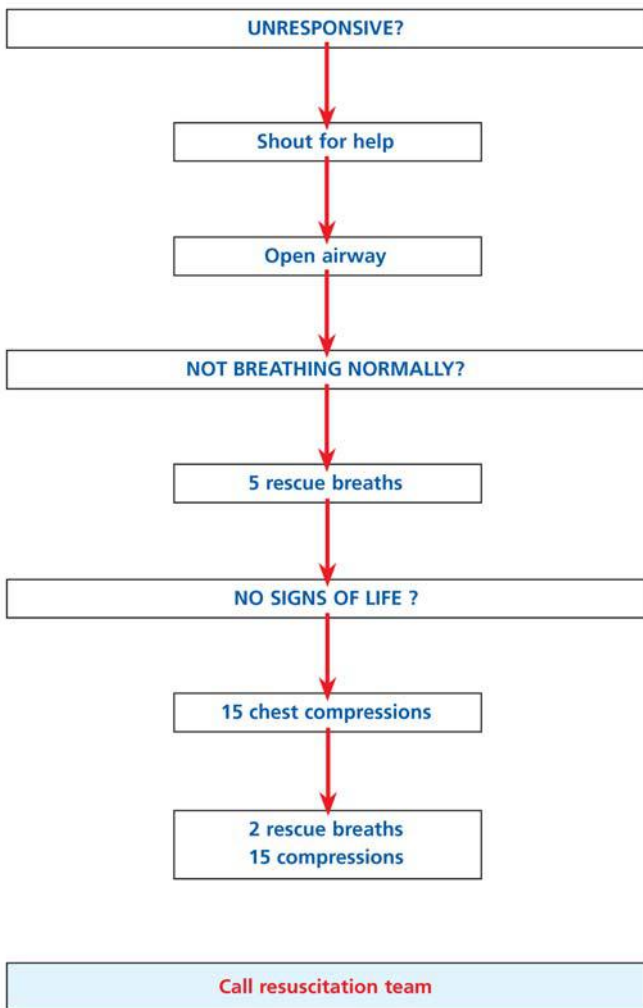 UNRESPONSIVE?
Shout for help
Open airway
NOT BREATHING NORMALLY?
5 rescue breaths
NO SIGNS OF LIFE ?
15 chest compressions
2 rescue breaths
15 compressions
Call resuscitation team